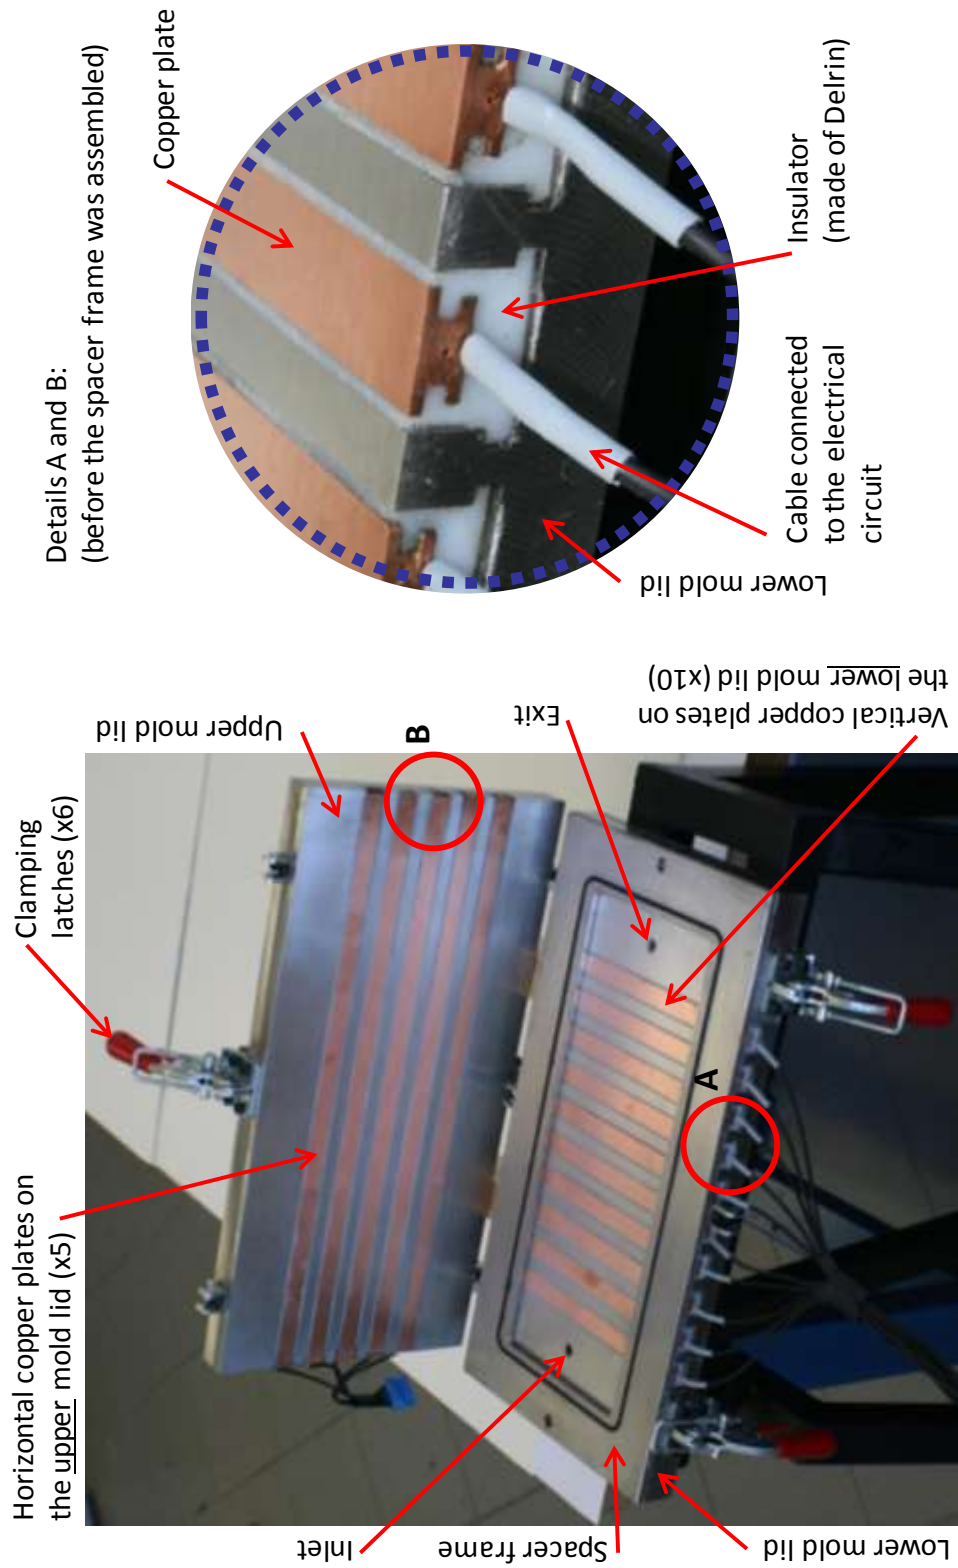 Horizontal copper plates on
the upper mold lid (x5)
Clamping
latches (x6)
Upper mold lid
B
Exit
Vertical copper plates on
the lower mold lid (x10)
A
Inlet
Spacer frame
Lower mold lid
Details A and B:
(before the spacer frame was assembled)
Copper plate
Lower mold lid
Cable connected
to the electrical
circuit
Insulator
(made of Delrin)